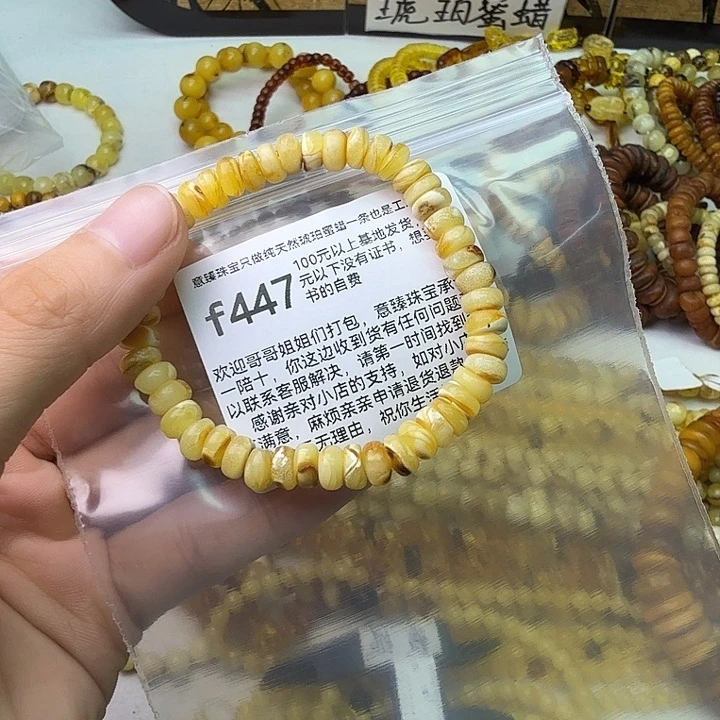 琥珀蜜蜡
意臻珠宝只做纯天然琥珀蜜蜡一条也是工
f447
100元以上基地发货,
元以下没有证书,想
书的自费
欢迎哥哥姐姐们打包,意臻珠宝承
一陪十,你这边收到货有任何问题
以联系客服解决,请第一时间找到
感谢亲对小店的支持,如对小店
满意,麻烦亲亲申请退货退款
无理由,祝你生活